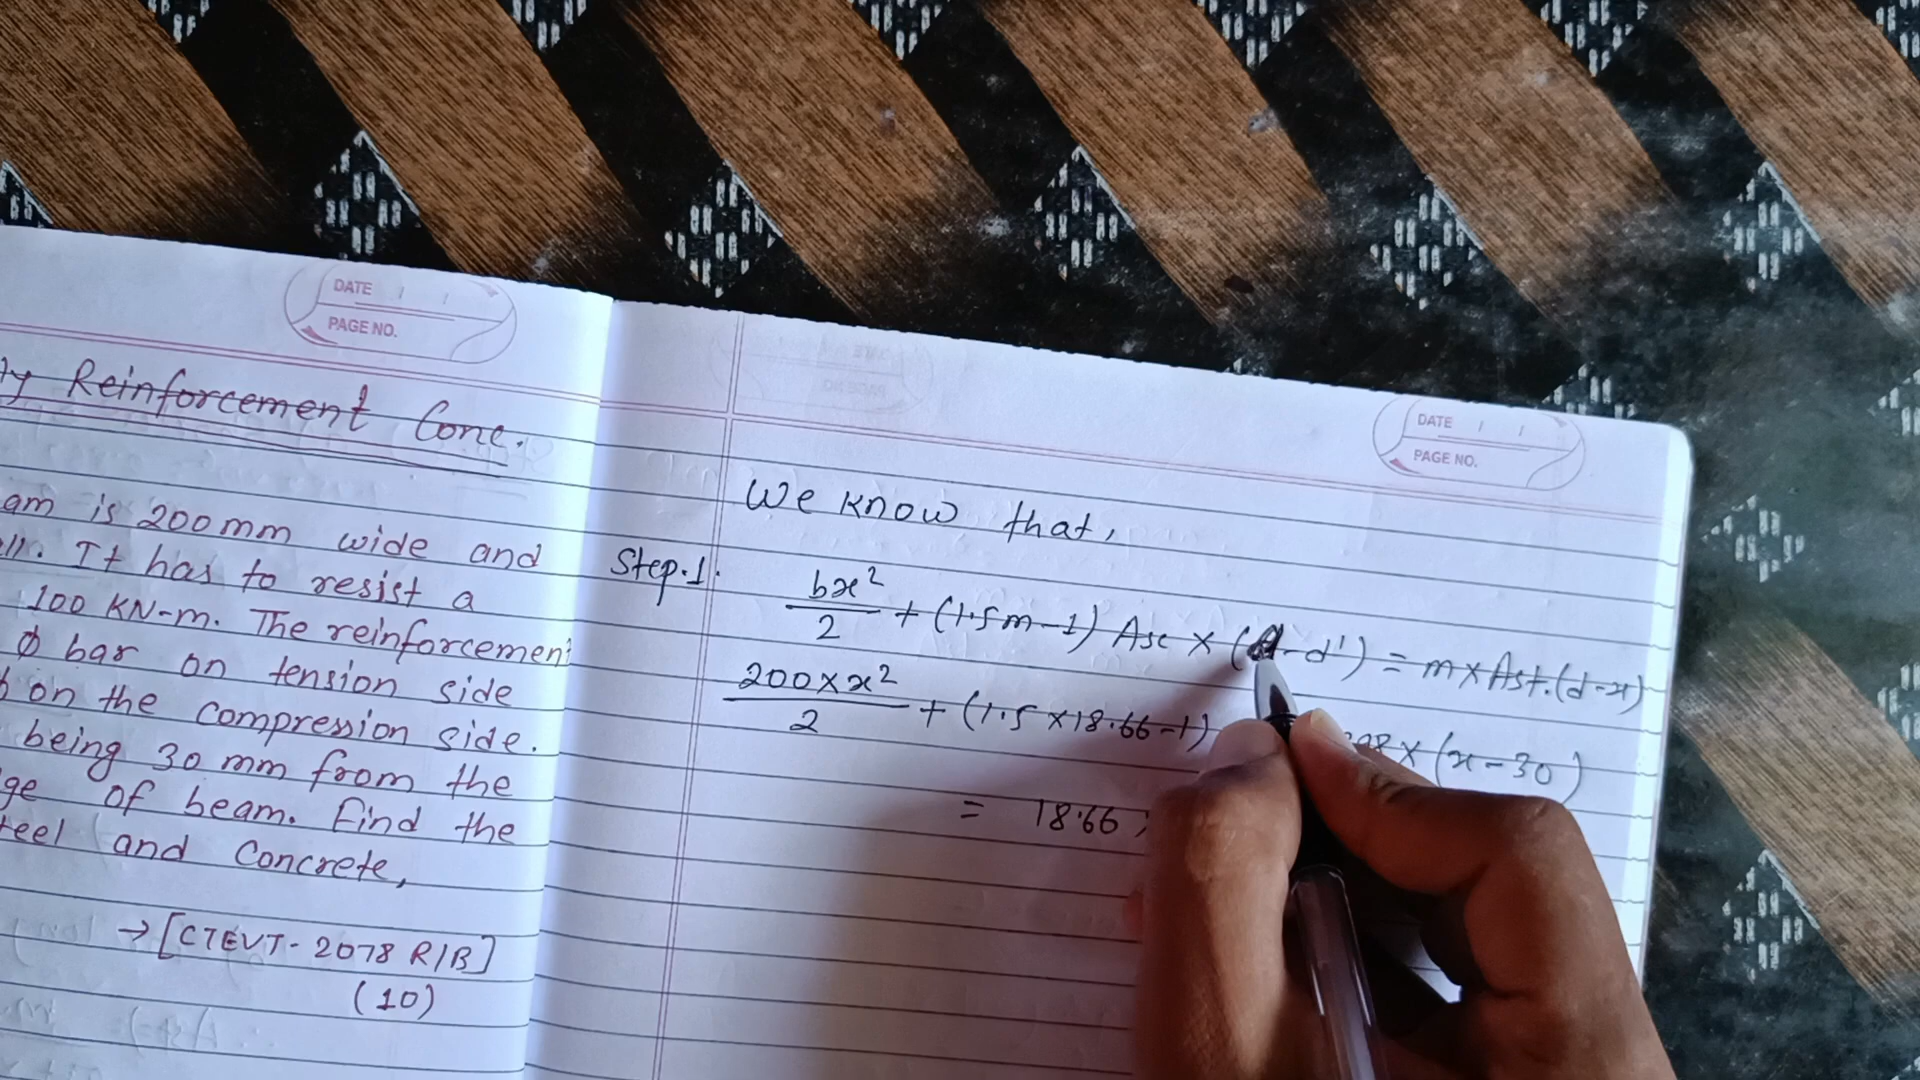 DATE / /
PAGE NO.
Reinforcement Conc.
am is 200mm wide and
ll. It has to resist a
100 KN-m. The reinforcement
ϕ bar on tension side
on the compression side.
being 30 mm from the
ge of beam. Find the
teel and Concrete,
→ [CTEVT - 2078 R/B]
(10)
DATE / /
PAGE NO.
We know that,
Step.1. bx²/2 + (1.5m-1) Asc × ( -d') = m×Ast.(d-x)
200×x²/2 + (1.5×18.66-1) × (x-30)
= 18.66